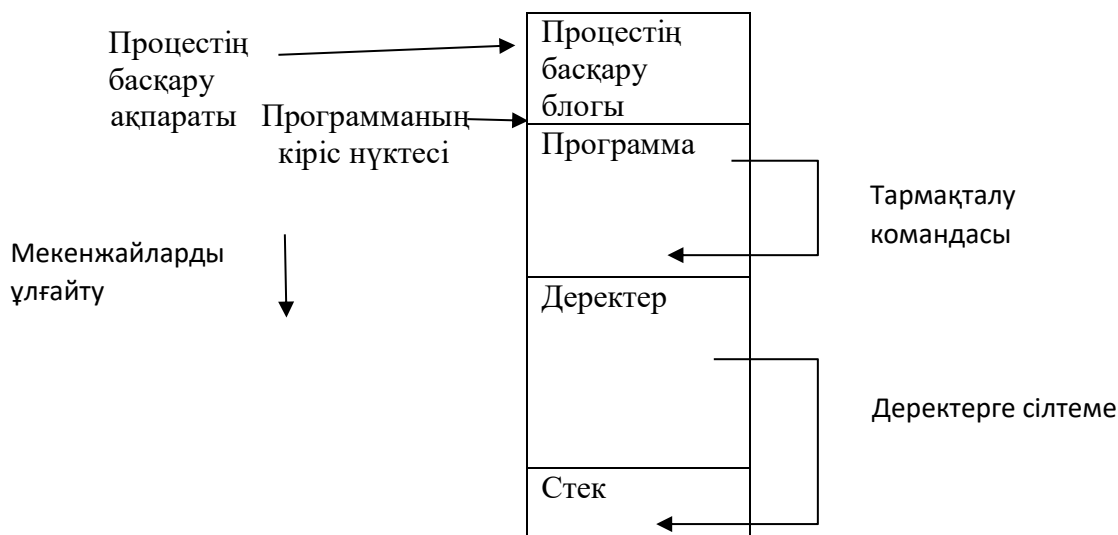 Процестің
басқару
ақпараты
Программаның
кіріс нүктесі
Мекенжайларды
ұлғайту
Процестің
басқару
блогы
Программа
Деректер
Стек
Тармақталу
командасы
Деректерге сілтеме